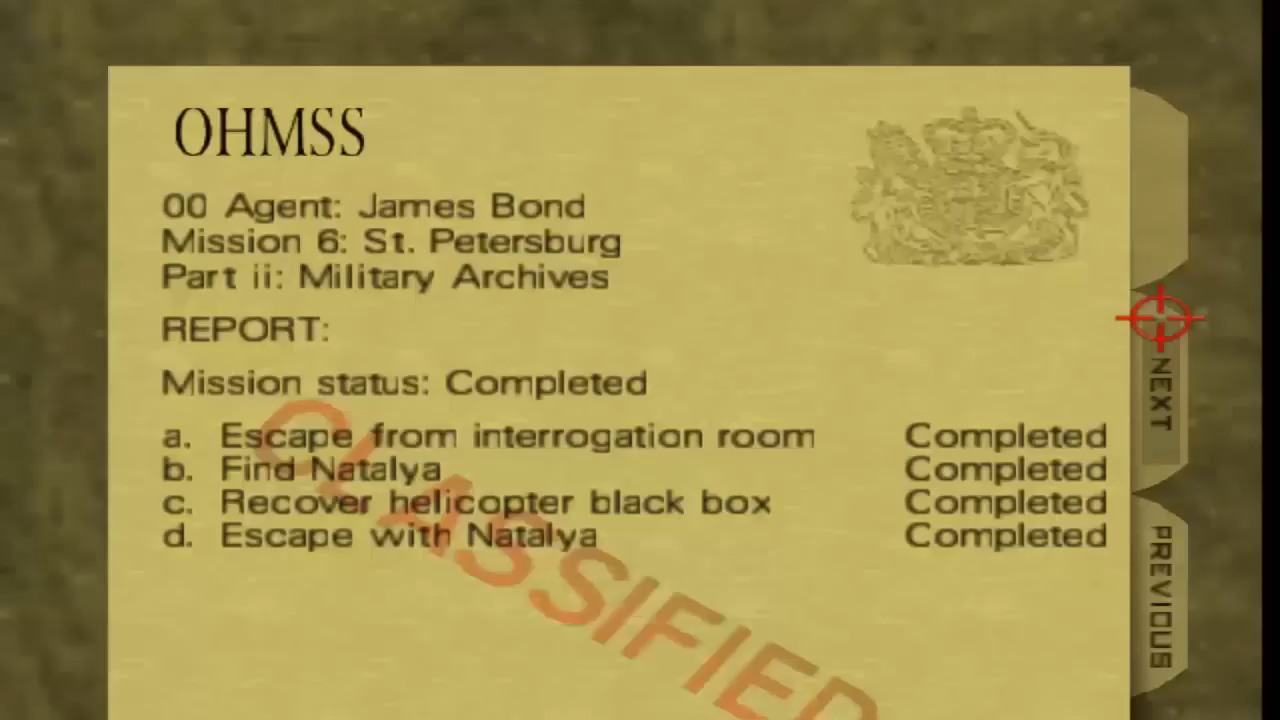 OHMSS
00 Agent: James Bond
Mission 6: St. Petersburg
Part ii: Military Archives
REPORT:
Mission status: Completed
a. Escape from interrogation room Completed
b. Find Natalya Completed
c. Recover helicopter black box Completed
d. Escape with Natalya Completed
CLASSIFIED
NEXT
PREVIOUS